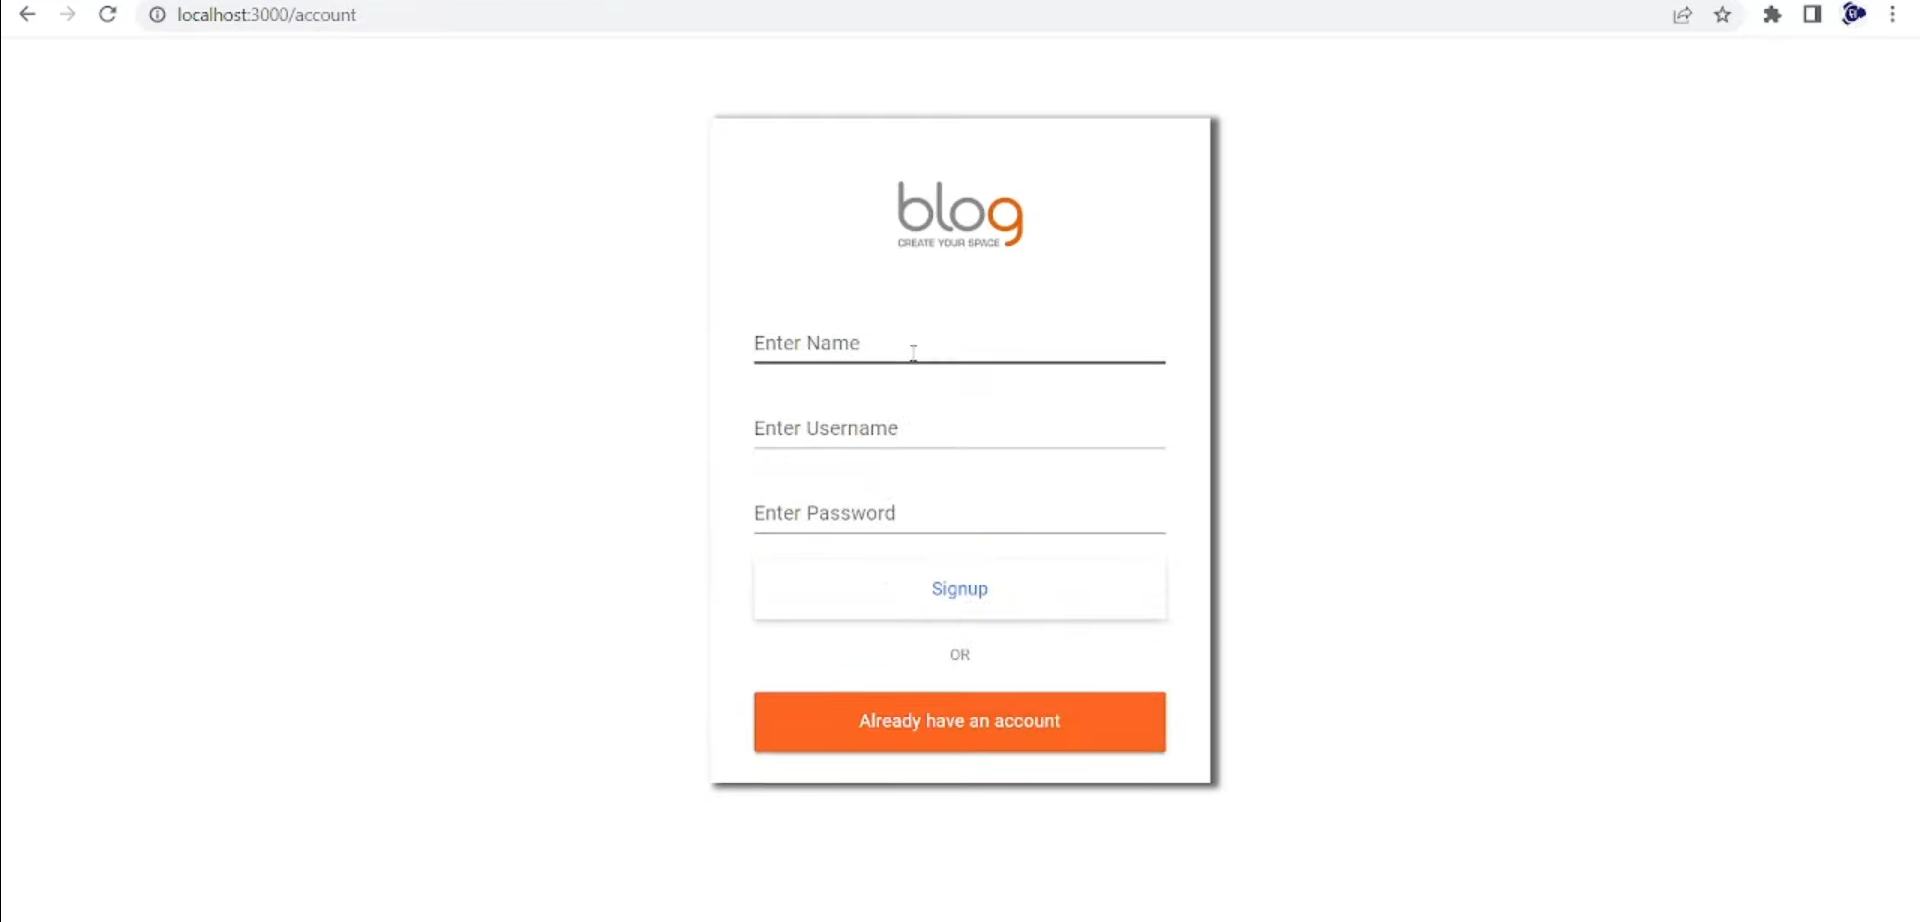 localhost:3000/account
blog
CREATE YOUR SPACE
Enter Name
Enter Username
Enter Password
Signup
OR
Already have an account